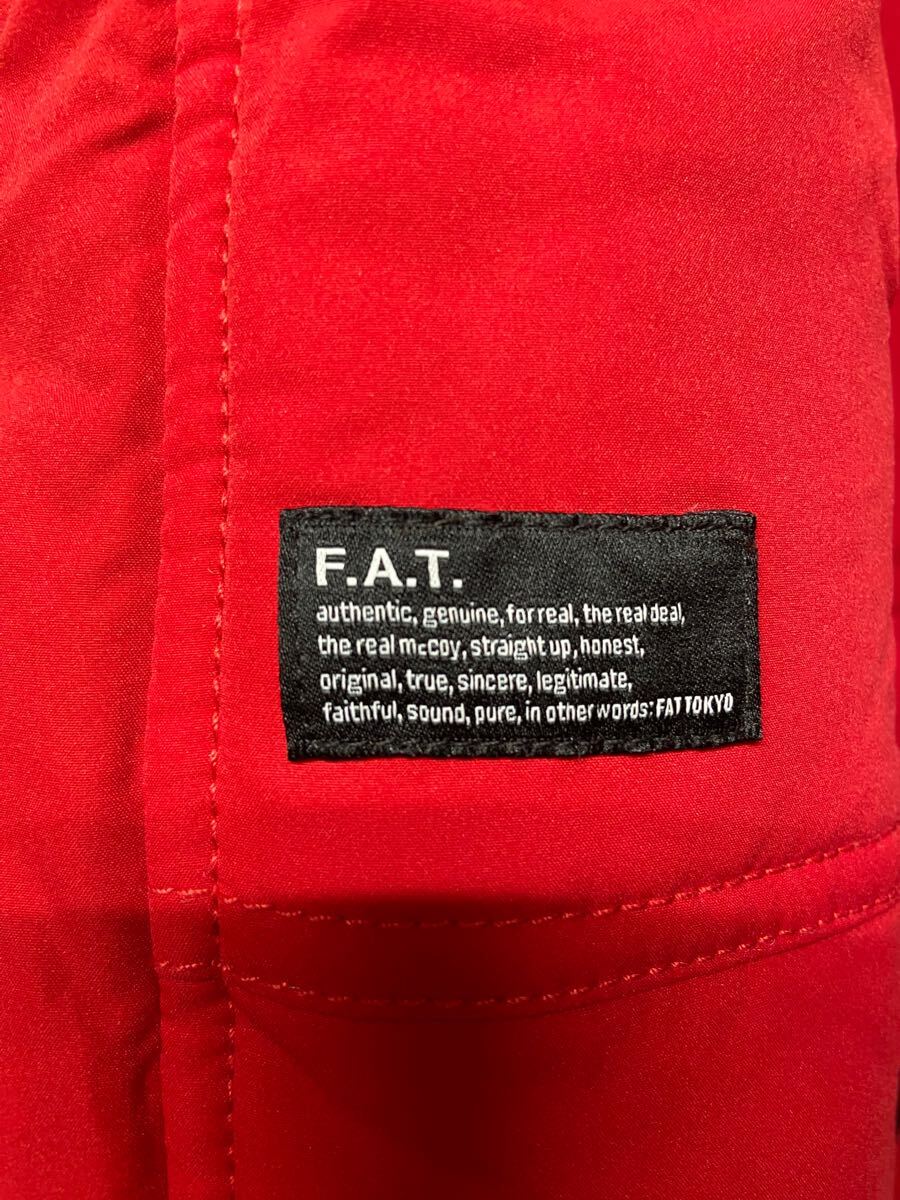 F.A.T.
authentic, genuine, for real, the real deal,
the real mccoy, straight up, honest,
original, true, sincere, legitimate,
faithful, sound, pure, in other words: FAT TOKYO